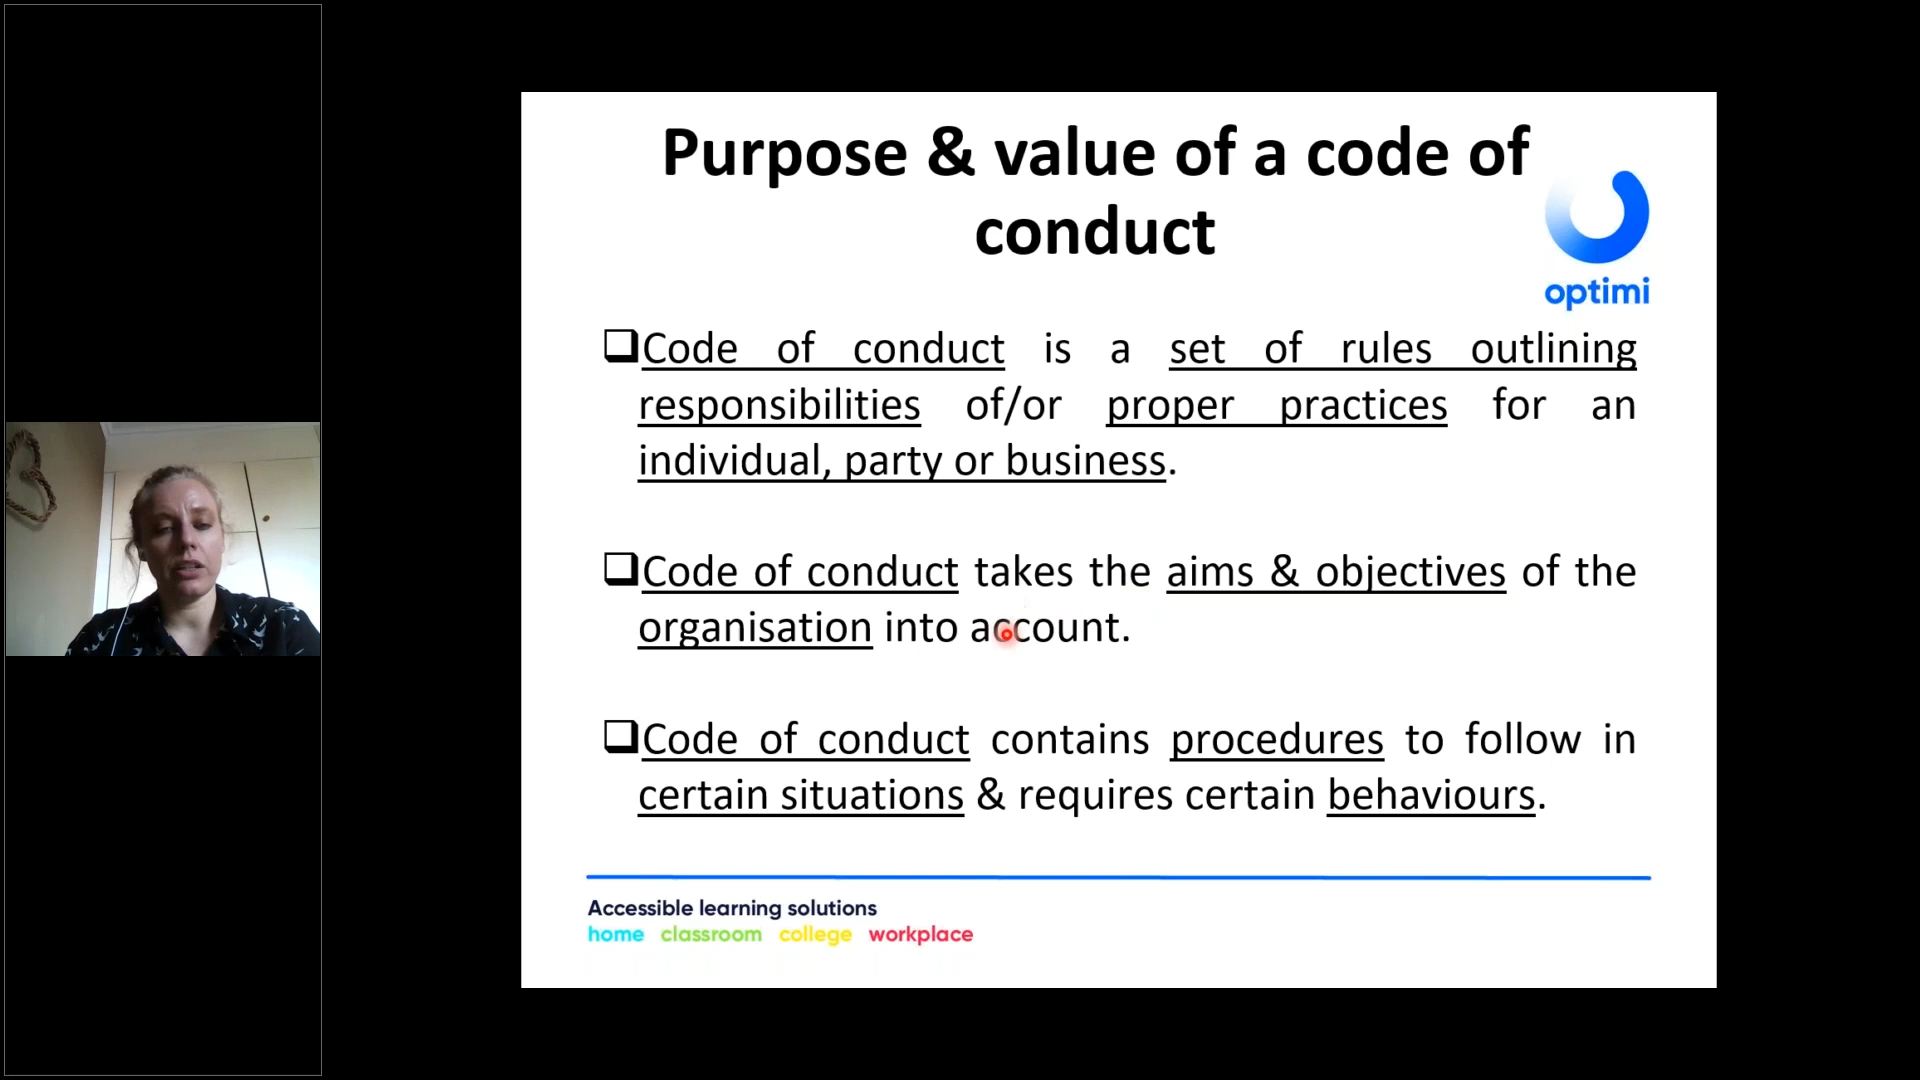 Purpose & value of a code of
conduct
optimi
❑Code of conduct is a set of rules outlining
responsibilities of/or proper practices for an
individual, party or business.
❑Code of conduct takes the aims & objectives of the
organisation into account.
❑Code of conduct contains procedures to follow in
certain situations & requires certain behaviours.
Accessible learning solutions
home classroom college workplace